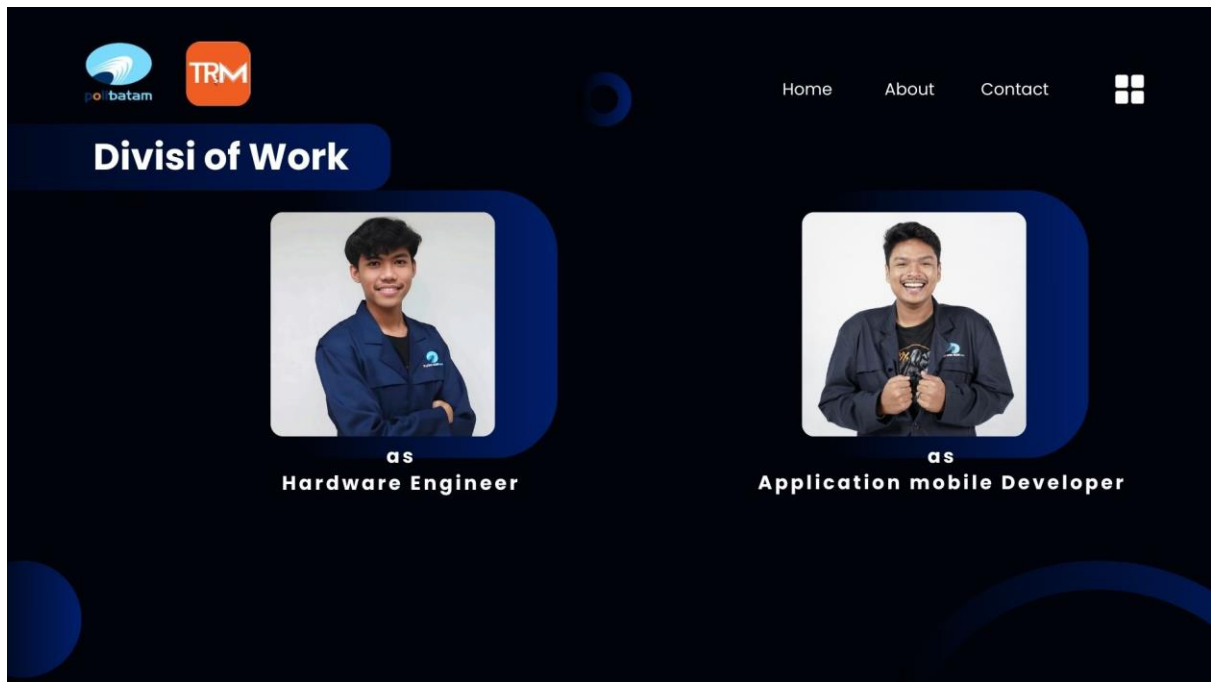 polibatam
TRM
Home About Contact
Divisi of Work
as
Hardware Engineer
as
Application mobile Developer